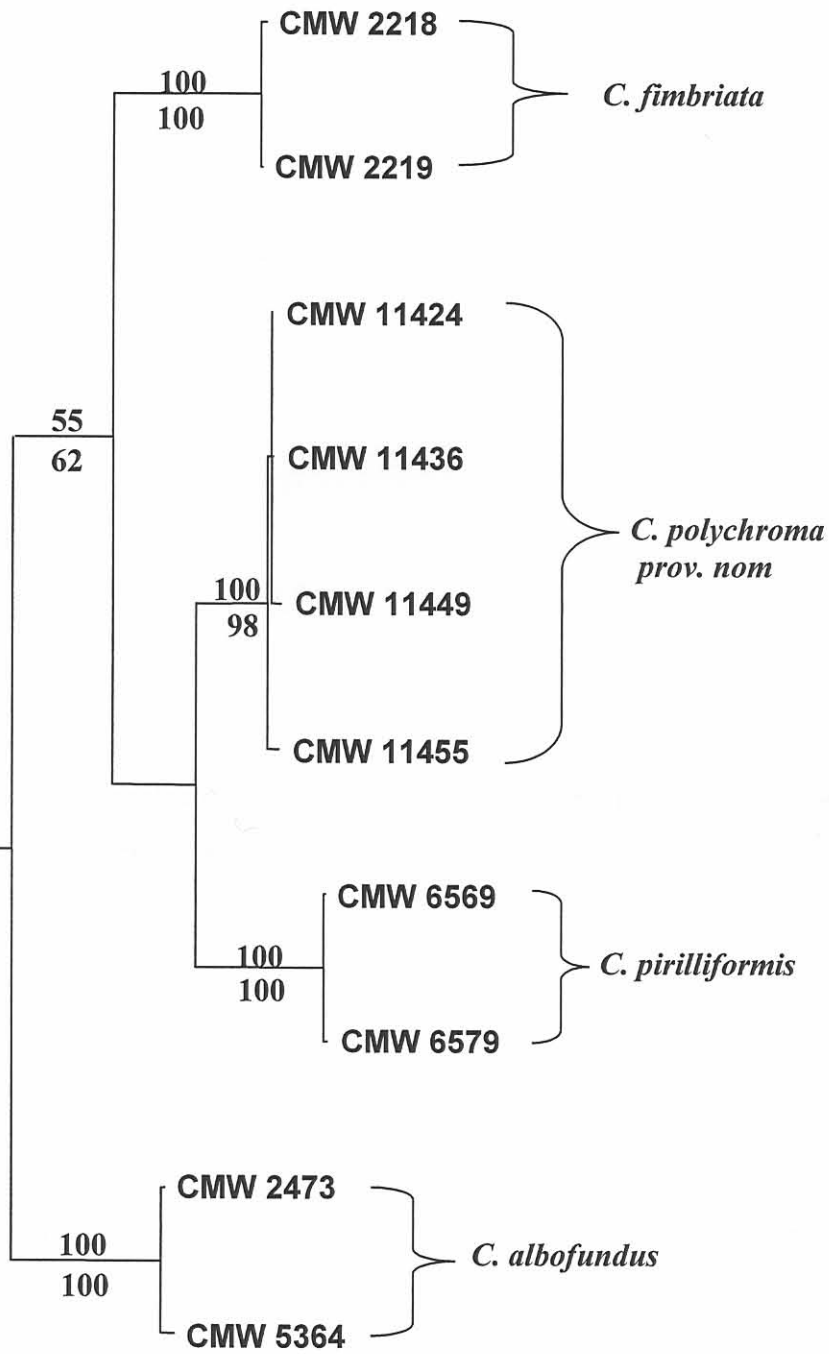 CMW 2218
100
100
C. fimbriata
CMW 2219
CMW 11424
55
62
CMW 11436
C. polychroma
prov. nom
100
98
CMW 11449
CMW 11455
CMW 6569
100
100
C. pirilliformis
CMW 6579
CMW 2473
100
100
C. albofundus
CMW 5364